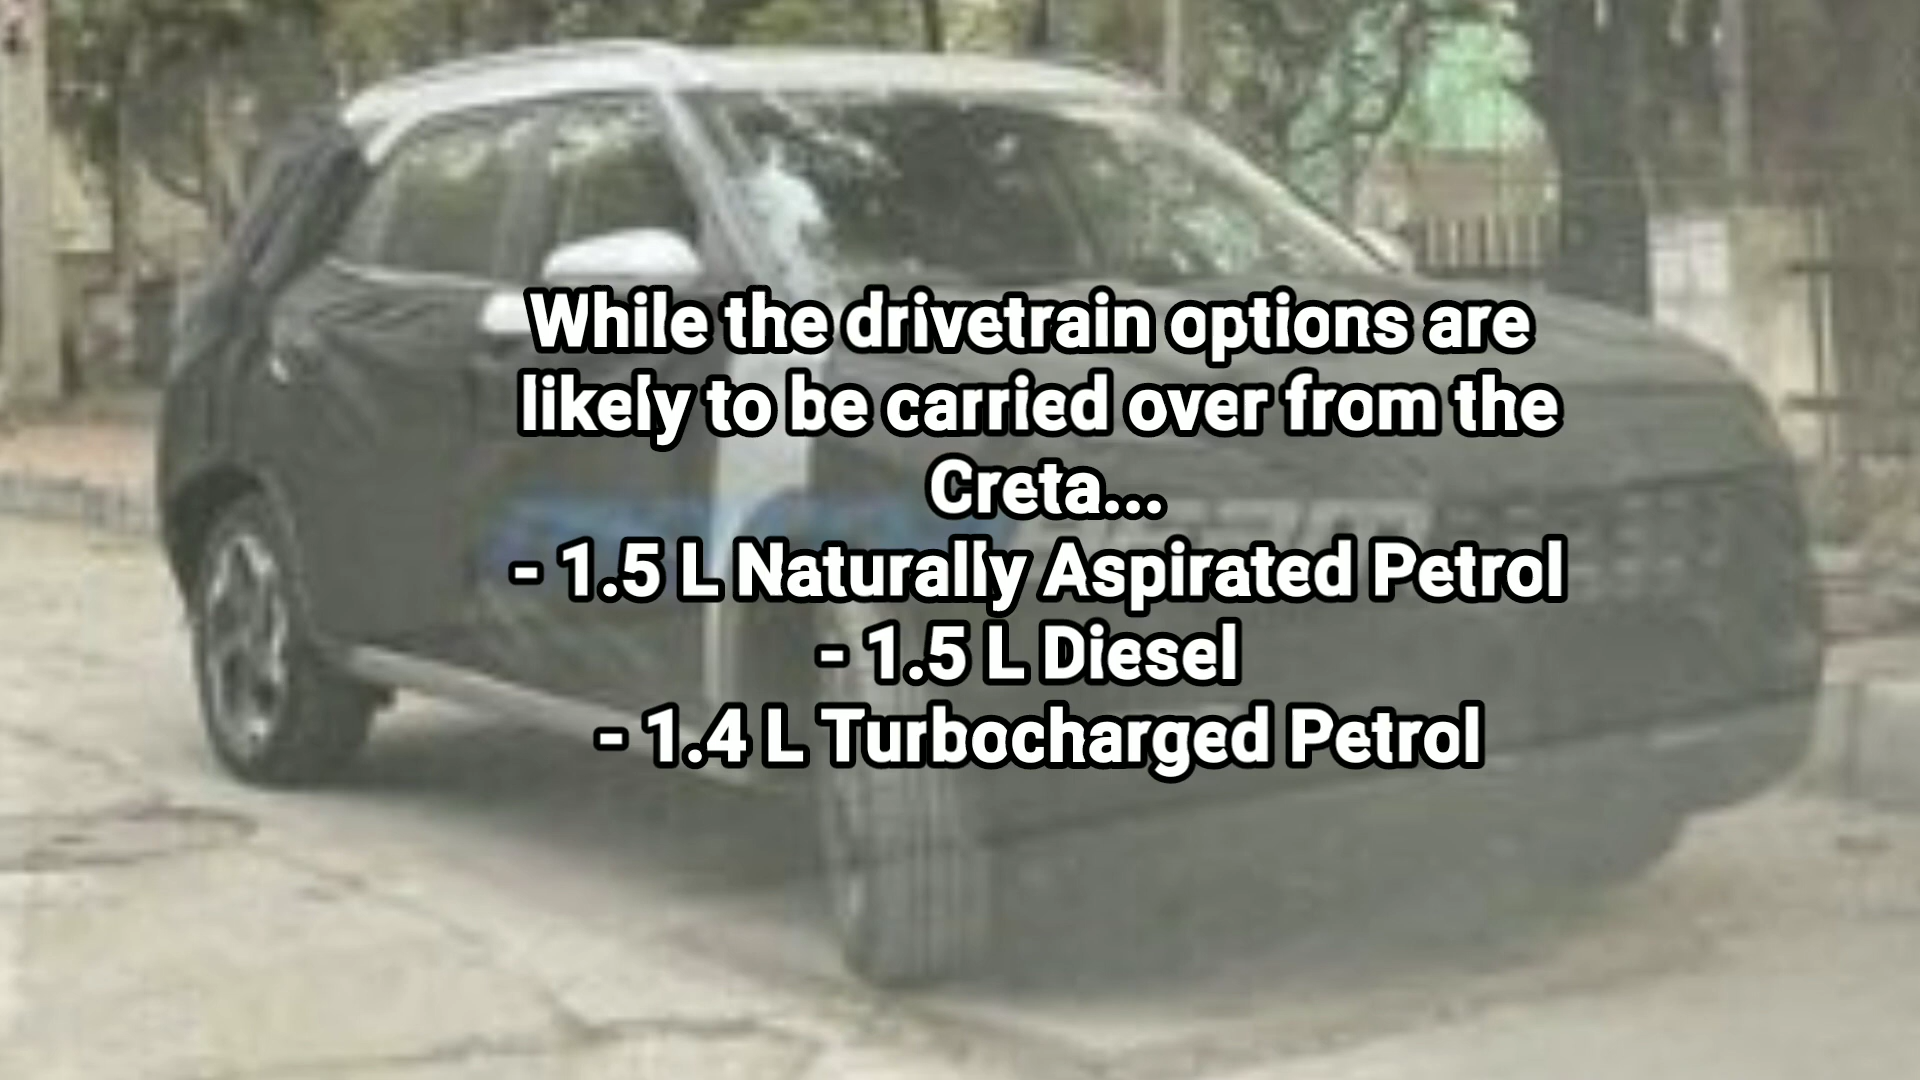 While the drivetrain options are
likely to be carried over from the
Creta...
- 1.5 L Naturally Aspirated Petrol
- 1.5 L Diesel
- 1.4 L Turbocharged Petrol